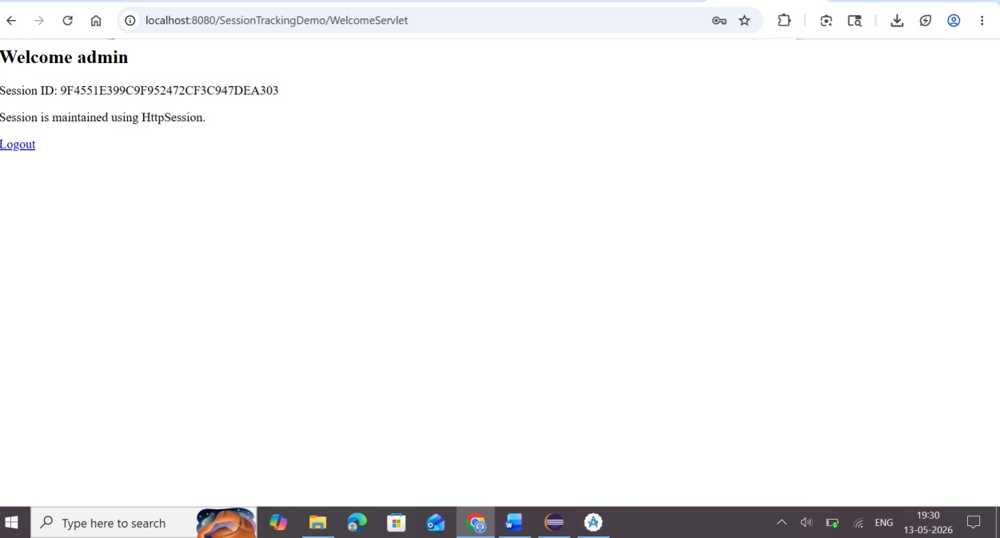 localhost:8080/SessionTrackingDemo/WelcomeServlet
Welcome admin
Session ID: 9F4551E399C9F952472CF3C947DEA303
Session is maintained using HttpSession.
Logout
Type here to search
ENG
19:30
13-05-2026